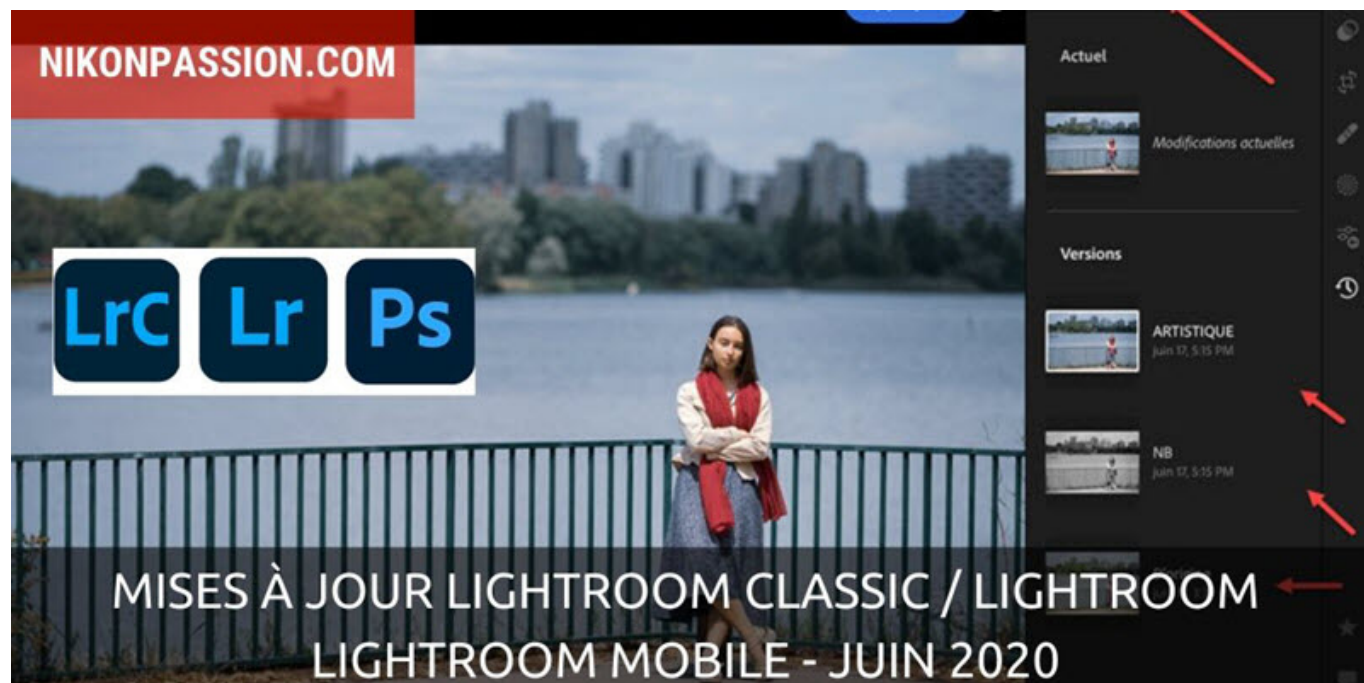 NIKONPASSION.COM
LrC Lr Ps
Actuel
Modifications actuelles
Versions
ARTISTIQUE
juin 17, 5:15 PM
NB
juin 17, 5:15 PM
MISES À JOUR LIGHTROOM CLASSIC / LIGHTROOM
LIGHTROOM MOBILE - JUIN 2020